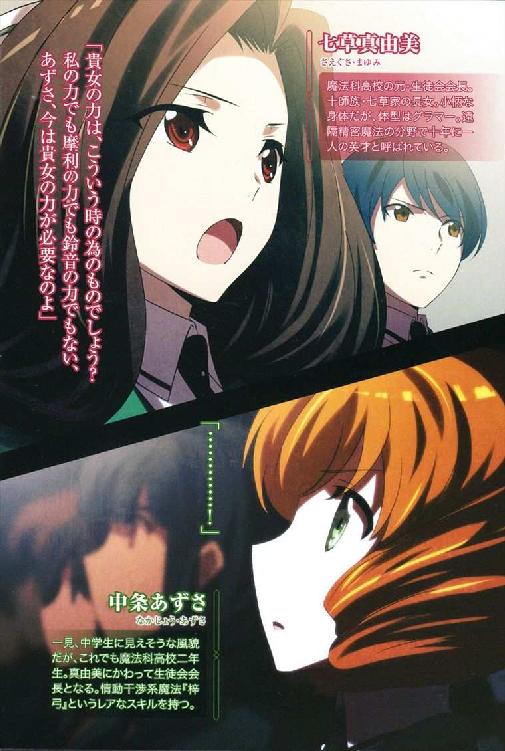 七草真由美
さえぐさ・まゆみ
魔法科高校の元・生徒会会長。
十師族・七草家の長女。小柄な
身体だが、体型はグラマー。遠
隔精密魔法の分野で十年に一
人の英才と呼ばれている。
「貴女の力は、こういう時の為のものでしょう?
私の力でも摩利の力でも鈴音の力でもない、
あずさ、今は貴女の力が必要なのよ」
「…………!」
中条あずさ
なかじょう・あずさ
一見、中学生に見えそうな風貌
だが、これでも魔法科高校二年
生。真由美にかわって生徒会会
長となる。情動干渉系魔法『梓
弓』というレアなスキルを持つ。